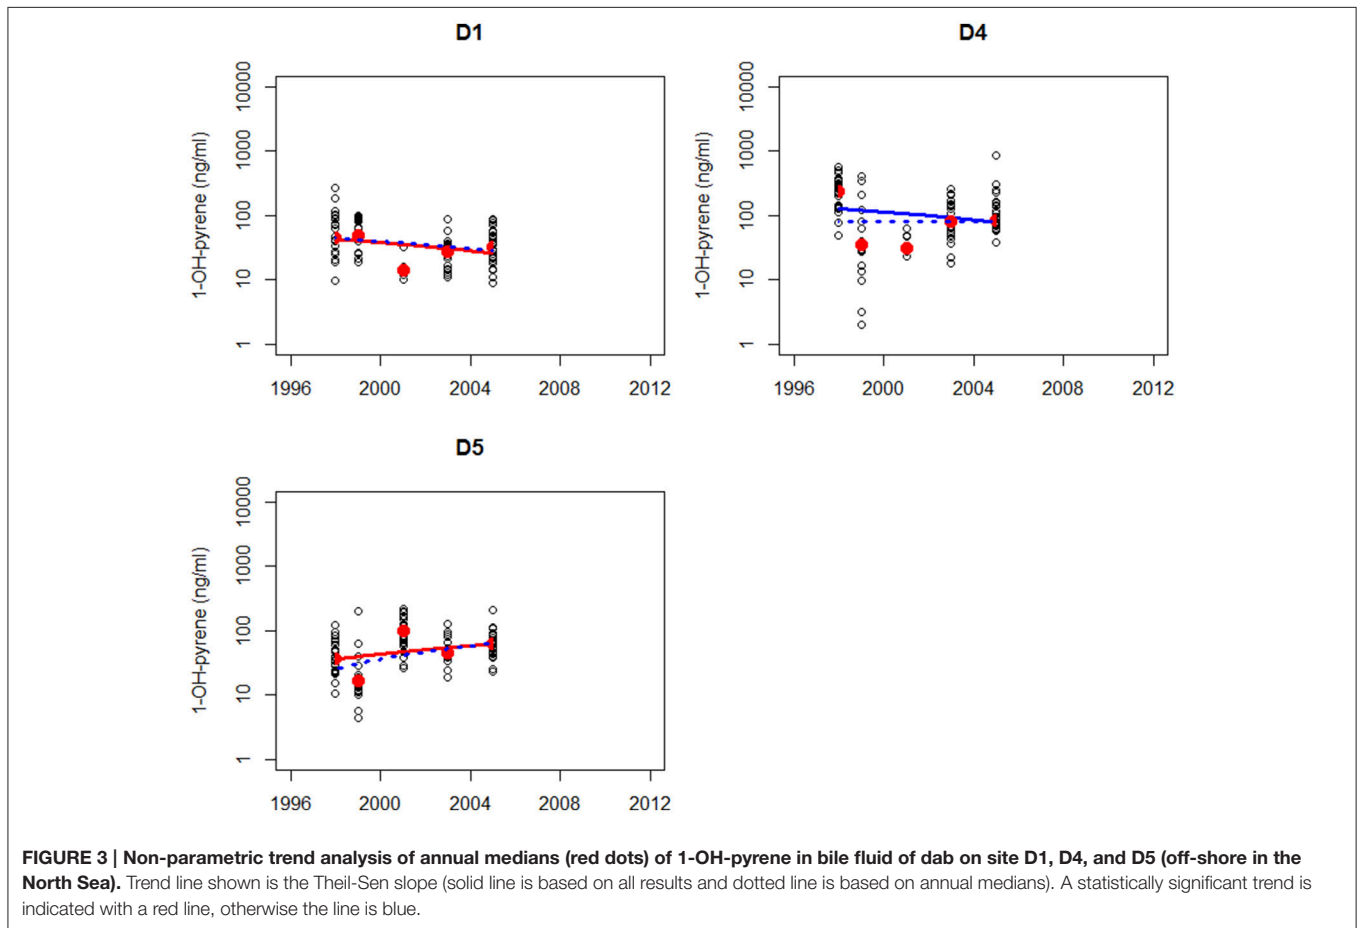 D1
1-OH-pyrene (ng/ml)
10000
1000
100
10
1
1996 2000 2004 2008 2012
D4
1-OH-pyrene (ng/ml)
10000
1000
100
10
1
1996 2000 2004 2008 2012
D5
1-OH-pyrene (ng/ml)
10000
1000
100
10
1
1996 2000 2004 2008 2012
FIGURE 3 | Non-parametric trend analysis of annual medians (red dots) of 1-OH-pyrene in bile fluid of dab on site D1, D4, and D5 (off-shore in the
North Sea). Trend line shown is the Theil-Sen slope (solid line is based on all results and dotted line is based on annual medians). A statistically significant trend is
indicated with a red line, otherwise the line is blue.